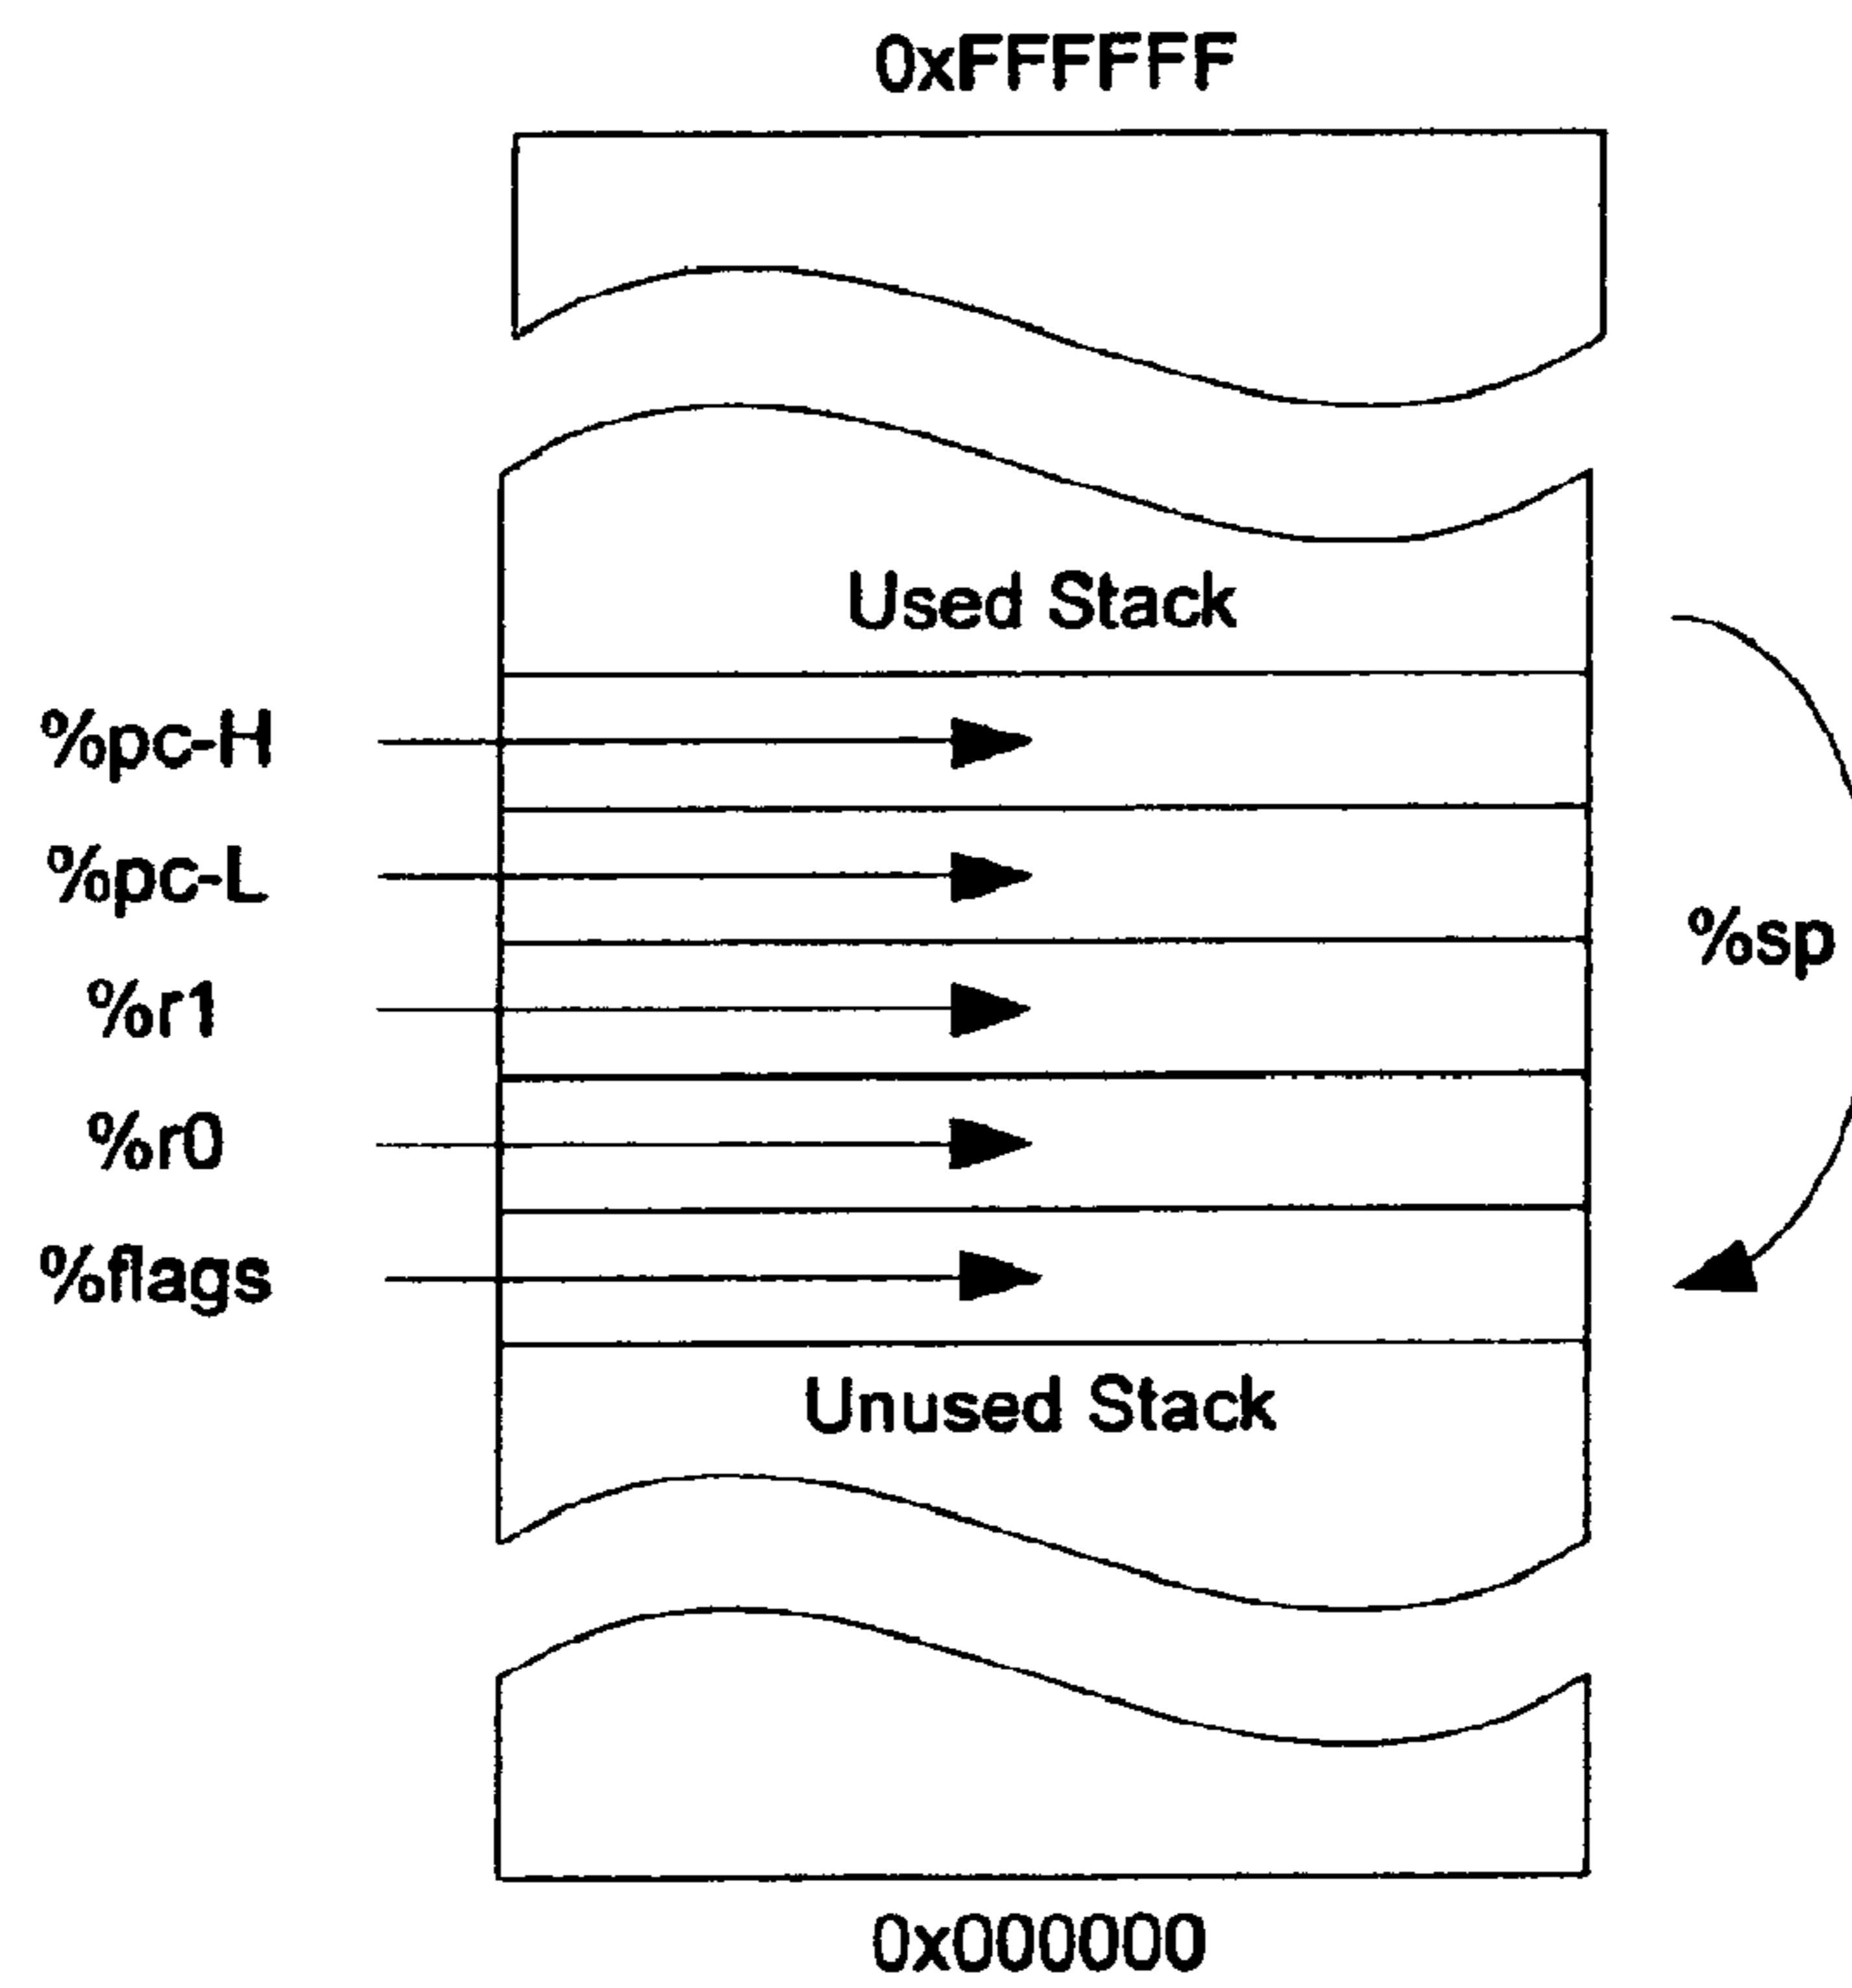 0xFFFFFF
Used Stack
%pc-H
%pc-L
%sp
%r1
%r0
%flags
Unused Stack
0x000000